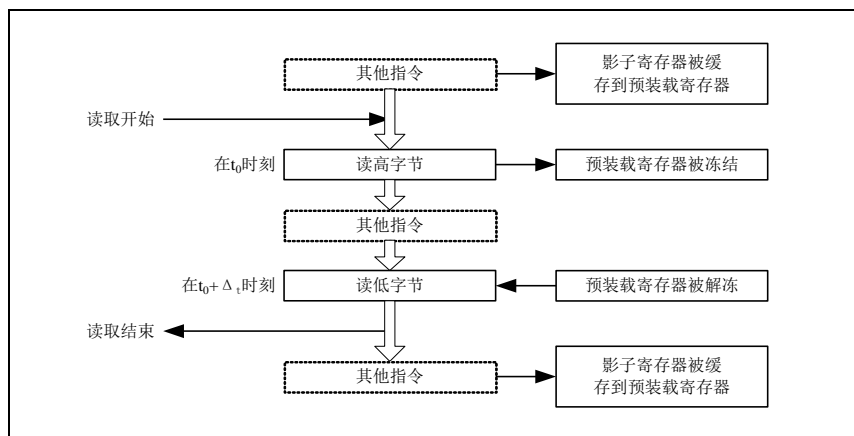 其他指令
影子寄存器被缓
存到预装载寄存器
读取开始
在t₀时刻
读高字节
预装载寄存器被冻结
其他指令
在t₀+Δₜ时刻
读低字节
预装载寄存器被解冻
读取结束
其他指令
影子寄存器被缓
存到预装载寄存器